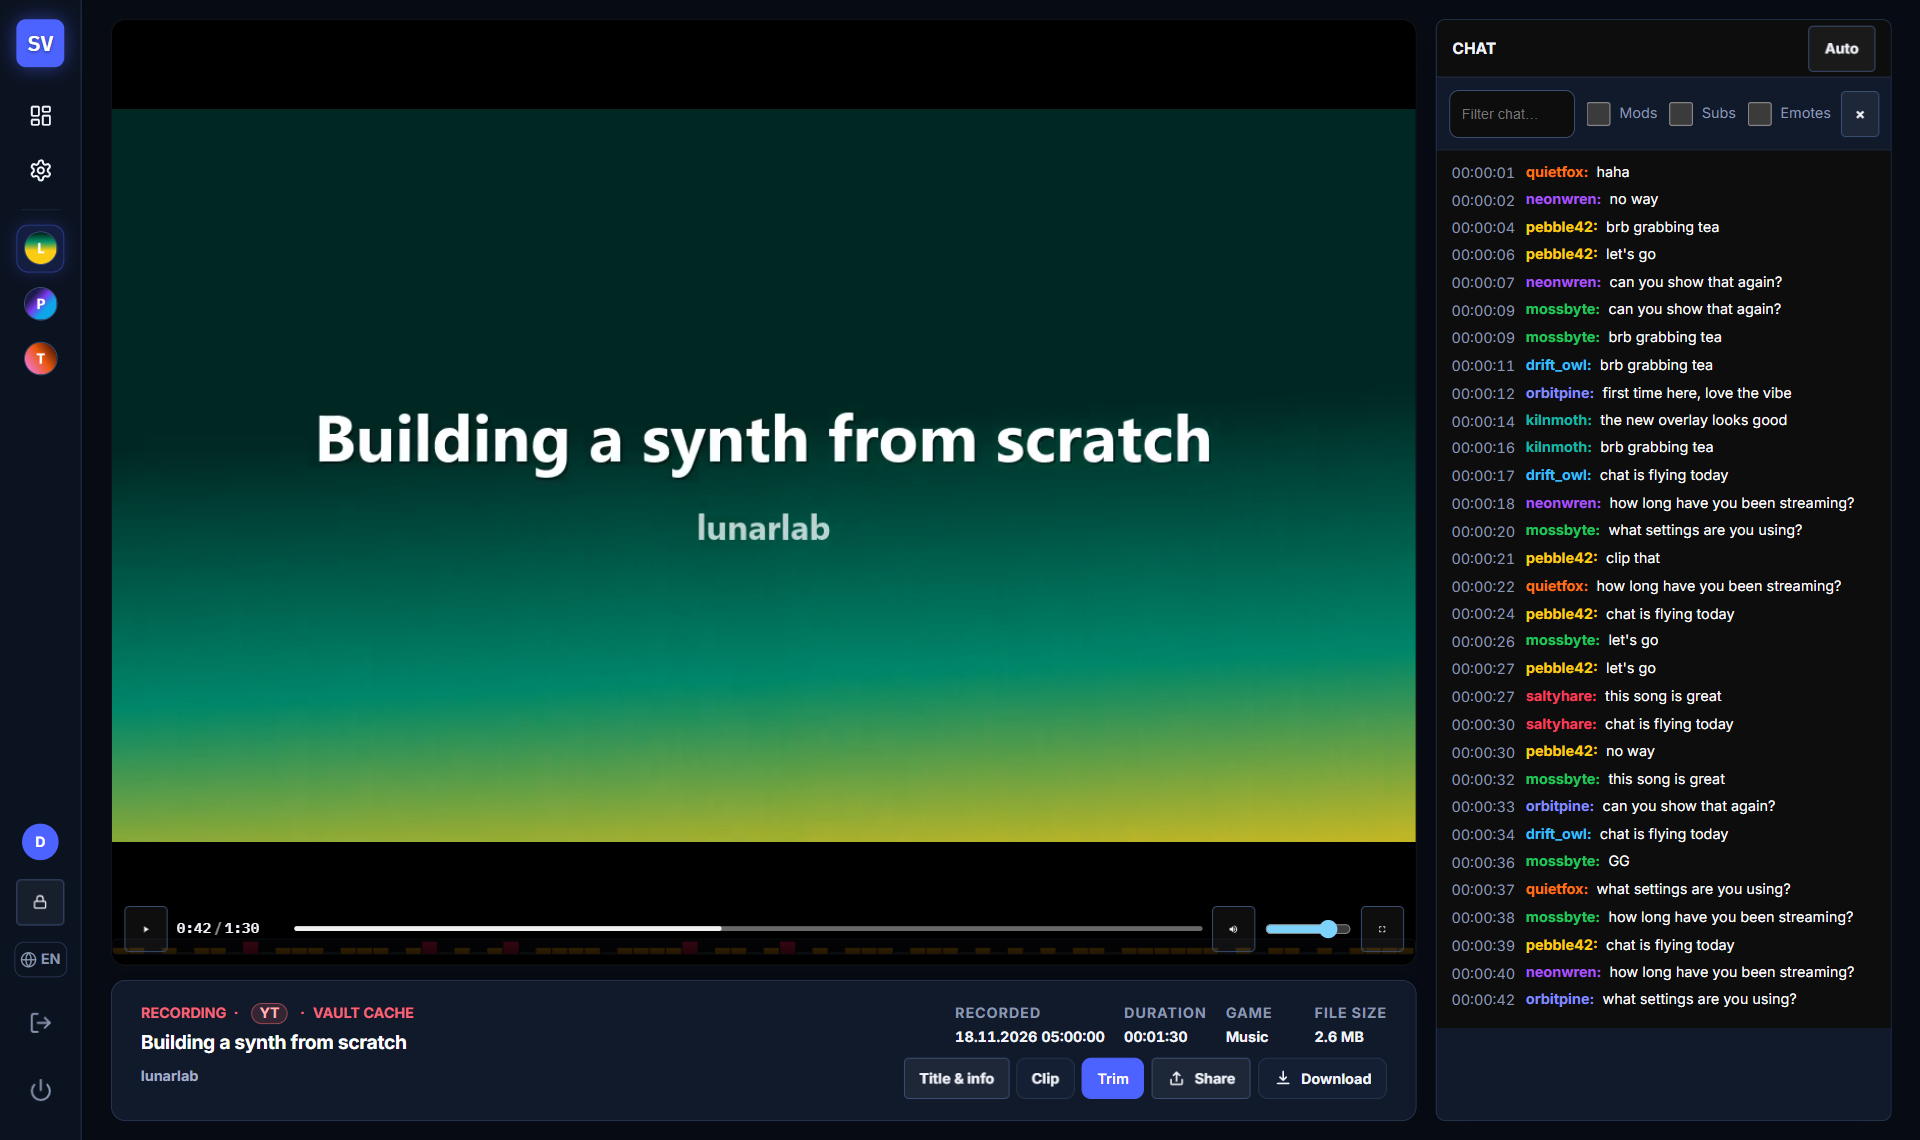 SV
L
P
T
D
EN
Building a synth from scratch
lunarlab
0:42 / 1:30
RECORDING · YT · VAULT CACHE
Building a synth from scratch
lunarlab
RECORDED DURATION GAME FILE SIZE
18.11.2026 05:00:00 00:01:30 Music 2.6 MB
Title & info Clip Trim Share Download
CHAT Auto
Filter chat... Mods Subs Emotes ×
00:00:01 quietfox: haha
00:00:02 neonwren: no way
00:00:04 pebble42: brb grabbing tea
00:00:06 pebble42: let's go
00:00:07 neonwren: can you show that again?
00:00:09 mossbyte: can you show that again?
00:00:09 mossbyte: brb grabbing tea
00:00:11 drift_owl: brb grabbing tea
00:00:12 orbitpine: first time here, love the vibe
00:00:14 kilnmoth: the new overlay looks good
00:00:16 kilnmoth: brb grabbing tea
00:00:17 drift_owl: chat is flying today
00:00:18 neonwren: how long have you been streaming?
00:00:20 mossbyte: what settings are you using?
00:00:21 pebble42: clip that
00:00:22 quietfox: how long have you been streaming?
00:00:24 pebble42: chat is flying today
00:00:26 mossbyte: let's go
00:00:27 pebble42: let's go
00:00:27 saltyhare: this song is great
00:00:30 saltyhare: chat is flying today
00:00:30 pebble42: no way
00:00:32 mossbyte: this song is great
00:00:33 orbitpine: can you show that again?
00:00:34 drift_owl: chat is flying today
00:00:36 mossbyte: GG
00:00:37 quietfox: what settings are you using?
00:00:38 mossbyte: how long have you been streaming?
00:00:39 pebble42: chat is flying today
00:00:40 neonwren: how long have you been streaming?
00:00:42 orbitpine: what settings are you using?